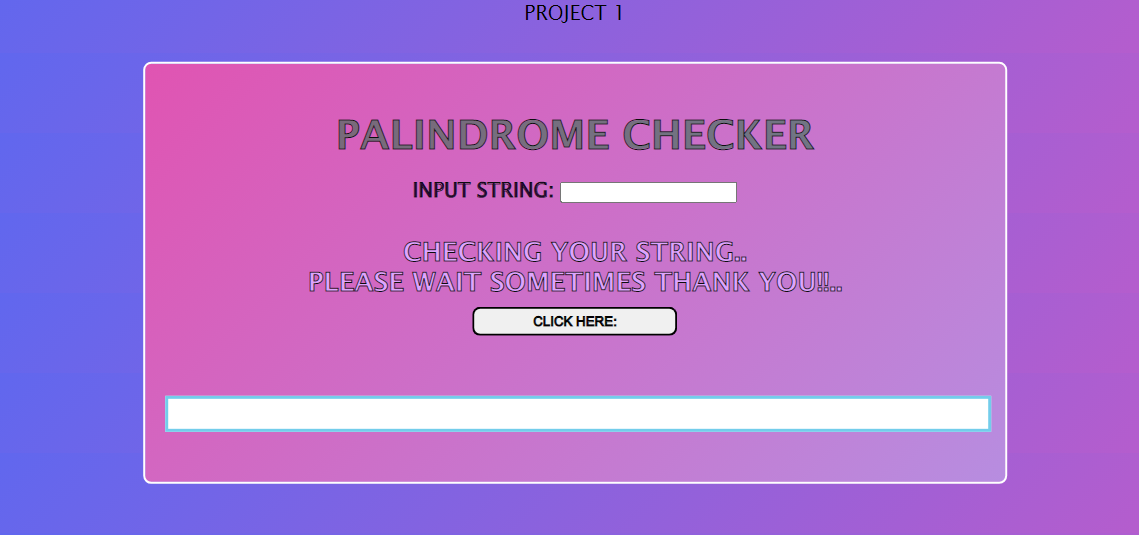 PROJECT 1
PALINDROME CHECKER
INPUT STRING:
CHECKING YOUR STRING..
PLEASE WAIT SOMETIMES THANK YOU!!..
CLICK HERE: